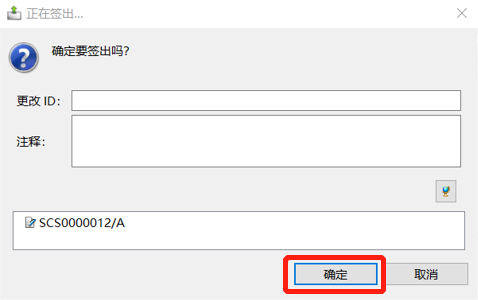 正在签出...
确定要签出吗?
更改 ID：
注释：
SCS0000012/A
确定
取消